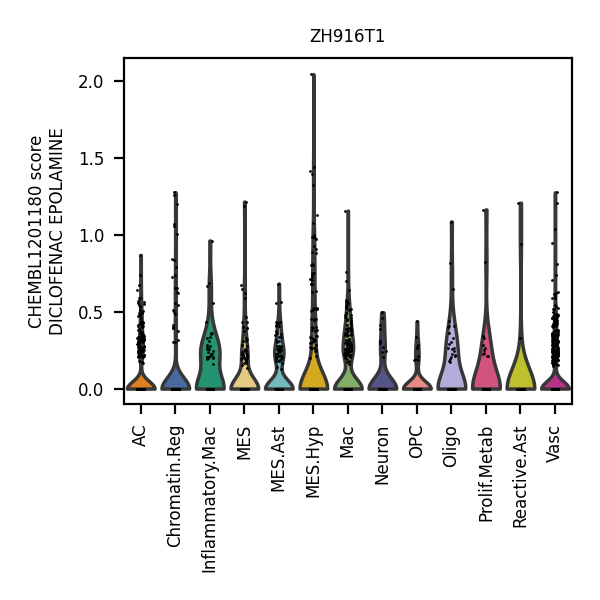 ZH916T1
CHEMBL1201180 score
DICLOFENAC EPOLAMINE
2.0
1.5
1.0
0.5
0.0
AC
Chromatin.Reg
Inflammatory.Mac
MES
MES.Ast
MES.Hyp
Mac
Neuron
OPC
Oligo
Prolif.Metab
Reactive.Ast
Vasc